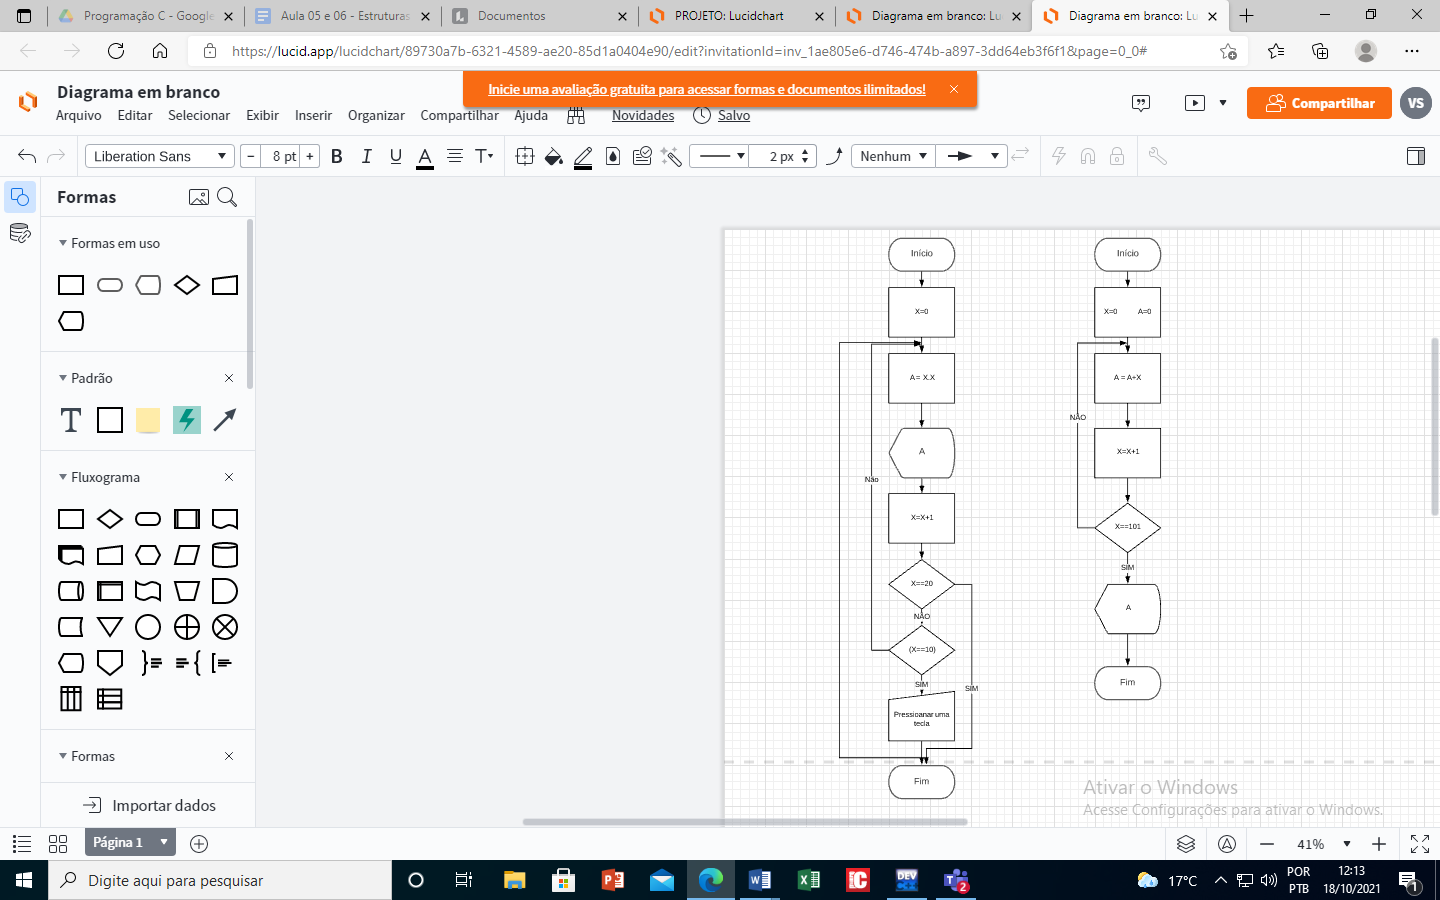 Programação C - Google
Aula 05 e 06 - Estruturas
Documentos
PROJETO: Lucidchart
Diagrama em branco: Lu
Diagrama em branco: Lu
https://lucid.app/lucidchart/89730a7b-6321-4589-ae20-85d1a0404e90/edit?invitationId=inv_1ae805e6-d746-474b-a897-3dd64eb3f6f1&page=0_0#
Inicie uma avaliação gratuita para acessar formas e documentos ilimitados!
Diagrama em branco
Arquivo Editar Selecionar Exibir Inserir Organizar Compartilhar Ajuda Novidades Salvo
Compartilhar
VS
Liberation Sans
8 pt
B I U A T
2 px
Nenhum
Formas
Formas em uso
Padrão
T
Fluxograma
Formas
Importar dados
Início
X=0
A= X.X
A
Não
X=X+1
X==20
NÃO
(X==10)
SIM
SIM
Pressioanar uma
tecla
Fim
Início
X=0 A=0
A = A+X
NÃO
X=X+1
X==101
SIM
A
Fim
Ativar o Windows
Acesse Configurações para ativar o Windows.
Página 1
41%
Digite aqui para pesquisar
DEV
2
17°C
POR
PTB
12:13
18/10/2021
1